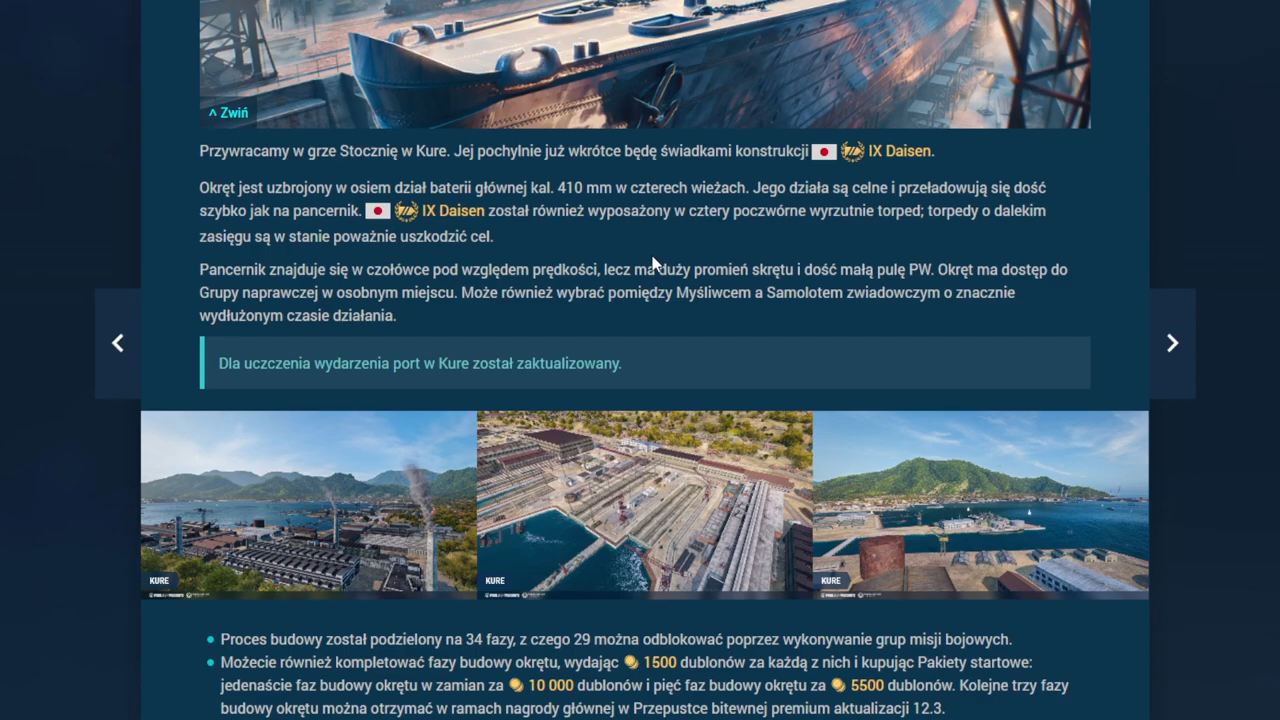 ^ Zwiń
Przywracamy w grze Stocznię w Kure. Jej pochylnie już wkrótce będę świadkami konstrukcji IX Daisen.
Okręt jest uzbrojony w osiem dział baterii głównej kal. 410 mm w czterech wieżach. Jego działa są celne i przeładowują się dość
szybko jak na pancernik. IX Daisen został również wyposażony w cztery poczwórne wyrzutnie torped; torpedy o dalekim
zasięgu są w stanie poważnie uszkodzić cel.
Pancernik znajduje się w czołówce pod względem prędkości, lecz ma duży promień skrętu i dość małą pulę PW. Okręt ma dostęp do
Grupy naprawczej w osobnym miejscu. Może również wybrać pomiędzy Myśliwcem a Samolotem zwiadowczym o znacznie
wydłużonym czasie działania.
Dla uczczenia wydarzenia port w Kure został zaktualizowany.
KURE
KURE
KURE
Proces budowy został podzielony na 34 fazy, z czego 29 można odblokować poprzez wykonywanie grup misji bojowych.
Możecie również kompletować fazy budowy okrętu, wydając 1500 dublonów za każdą z nich i kupując Pakiety startowe:
jedenaście faz budowy okrętu w zamian za 10 000 dublonów i pięć faz budowy okrętu za 5500 dublonów. Kolejne trzy fazy
budowy okrętu można otrzymać w ramach nagrody głównej w Przepustce bitewnej premium aktualizacji 12.3.